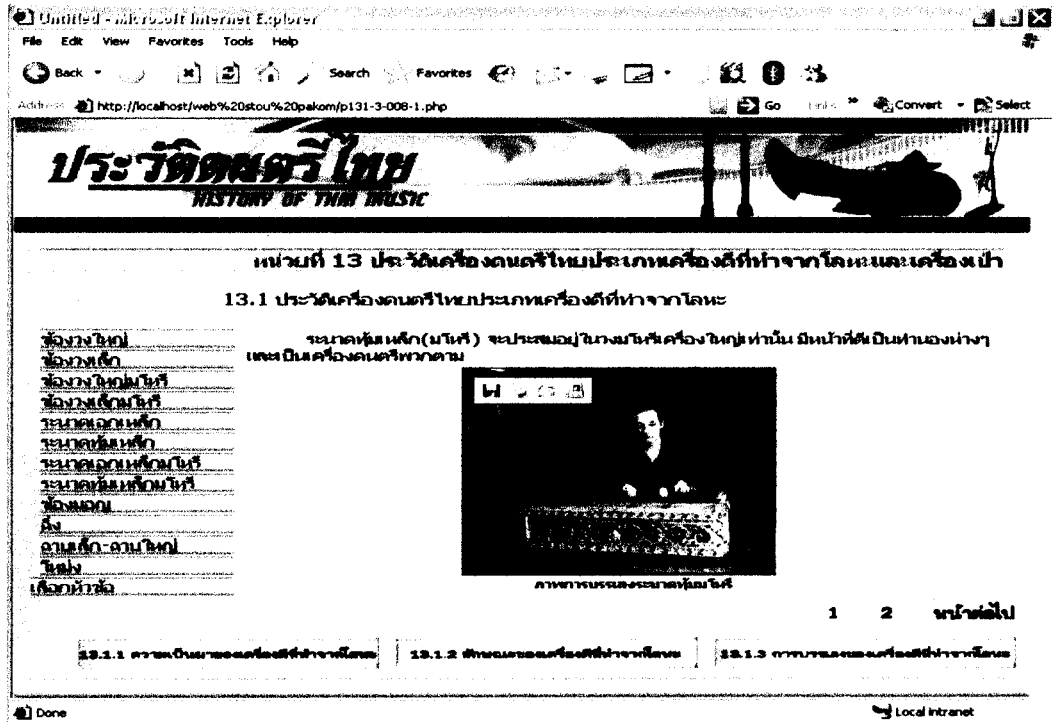 Untitled - Microsoft Internet Explorer
File Edit View Favorites Tools Help
Back Search Favorites
Address http://localhost/web%20stou%20pakom/p131-3-008-1.php Go Links » Convert Select
ประวัติดนตรีไทย
HISTORY OF THAI MUSIC
หน่วยที่ 13 ประวัติเครื่องดนตรีไทยประเภทเครื่องตีที่ทำจากโลหะและเครื่องเป่า
13.1 ประวัติเครื่องดนตรีไทยประเภทเครื่องตีที่ทำจากโลหะ
ฆ้องวงใหญ่
ฆ้องวงเล็ก
ฆ้องวงใหญ่มโหรี
ฆ้องวงเล็กมโหรี
ระนาดเอกเหล็ก
ระนาดทุ้มเหล็ก
ระนาดเอกเหล็กมโหรี
ระนาดทุ้มเหล็กมโหรี
ฆ้องมอญ
ฉิ่ง
ฉาบเล็ก-ฉาบใหญ่
โหม่ง
เลือกหัวข้อ
ระนาดทุ้มเหล็ก(มโหรี) จะประสมอยู่ในวงมโหรีเครื่องใหญ่เท่านั้น มีหน้าที่ตีเป็นทำนองห่างๆ
และเป็นเครื่องดนตรีพวกตาม
ภาพการบรรเลงระนาดทุ้มมโหรี
1 2 หน้าต่อไป
13.1.1 ความเป็นมาของเครื่องตีที่ทำจากโลหะ
13.1.2 ลักษณะของเครื่องตีที่ทำจากโลหะ
13.1.3 การบรรเลงของเครื่องตีที่ทำจากโลหะ
Done Local intranet